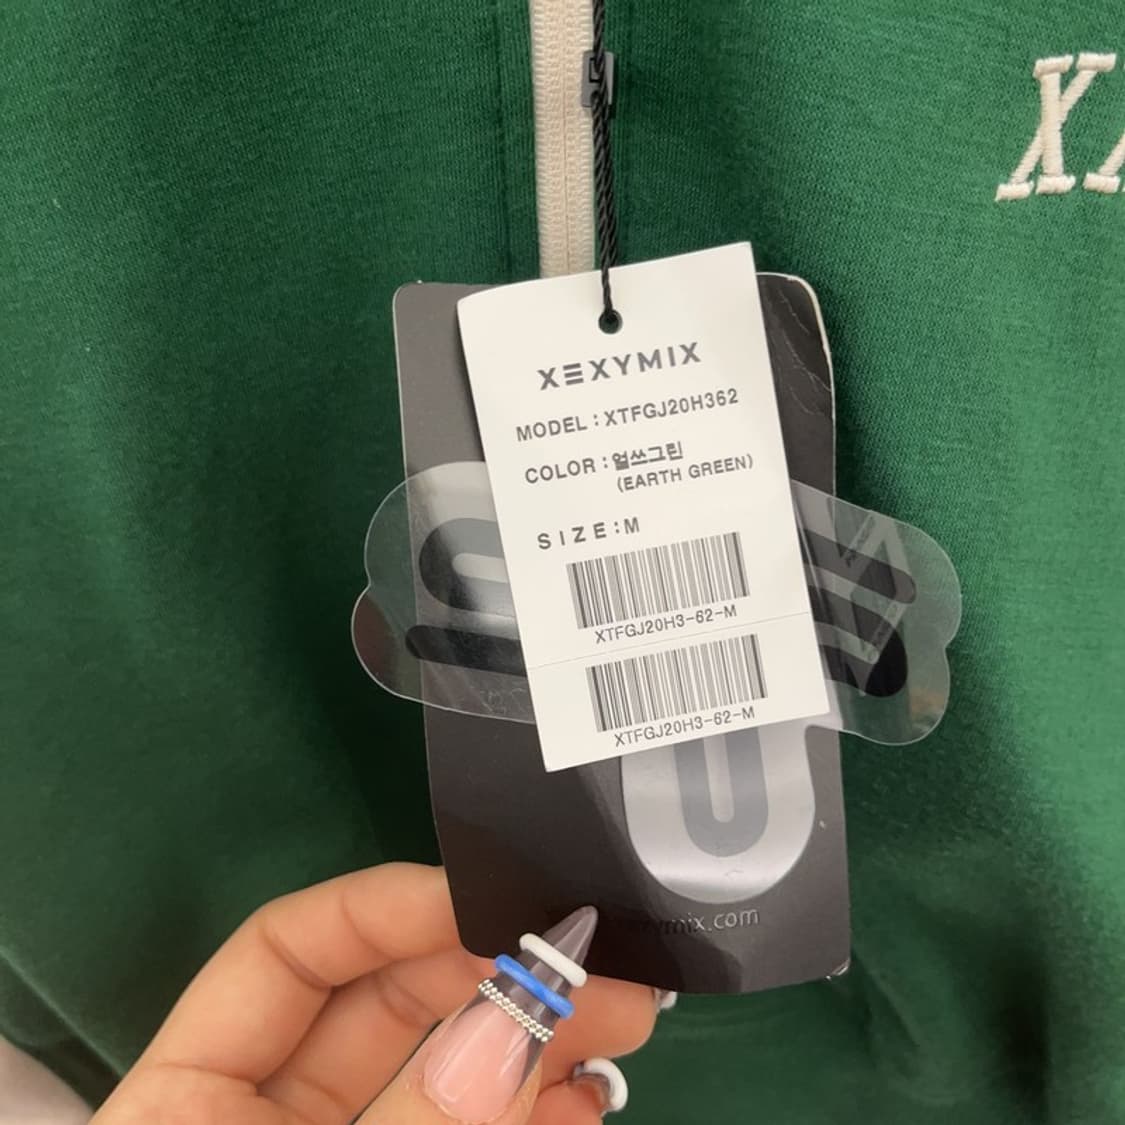 X
XEXYMIX
MODEL : XTFGJ20H362
COLOR : 얼쓰그린
(EARTH GREEN)
SIZE : M
XTFGJ20H3-62-M
XTFGJ20H3-62-M